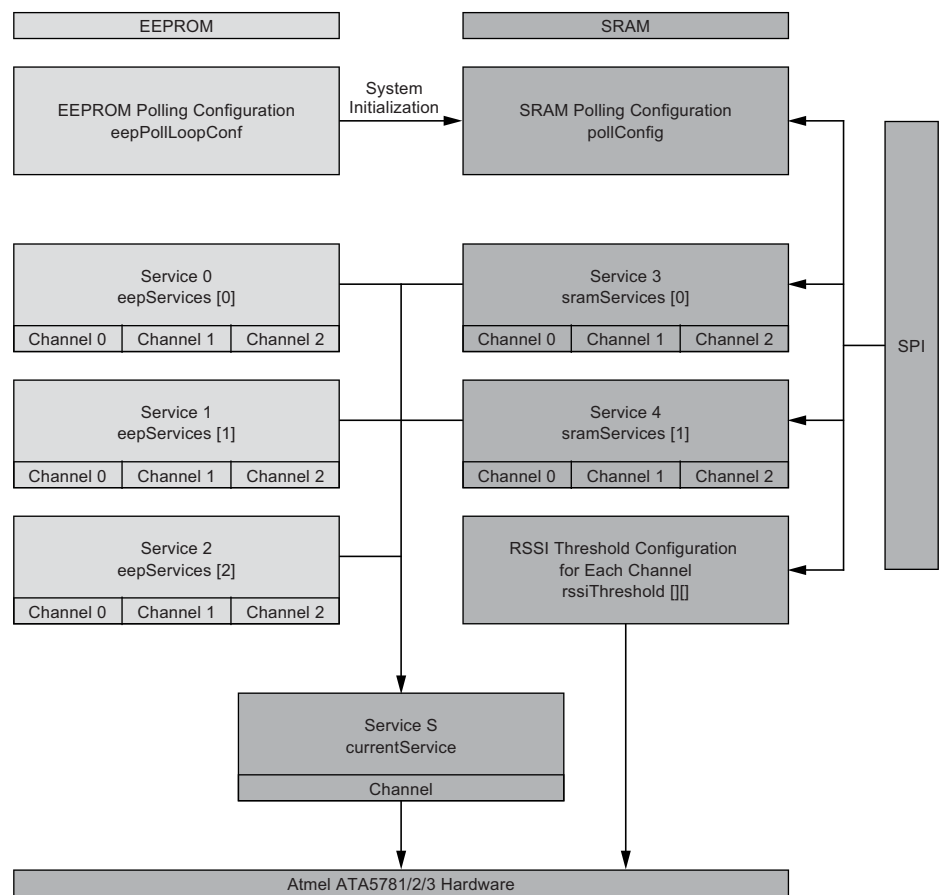 EEPROM
SRAM
EEPROM Polling Configuration
eepPollLoopConf
System
Initialization
SRAM Polling Configuration
pollConfig
Service 0
eepServices [0]
Channel 0 Channel 1 Channel 2
Service 3
sramServices [0]
Channel 0 Channel 1 Channel 2
SPI
Service 1
eepServices [1]
Channel 0 Channel 1 Channel 2
Service 4
sramServices [1]
Channel 0 Channel 1 Channel 2
Service 2
eepServices [2]
Channel 0 Channel 1 Channel 2
RSSI Threshold Configuration
for Each Channel
rssiThreshold [][]
Service S
currentService
Channel
Atmel ATA5781/2/3 Hardware